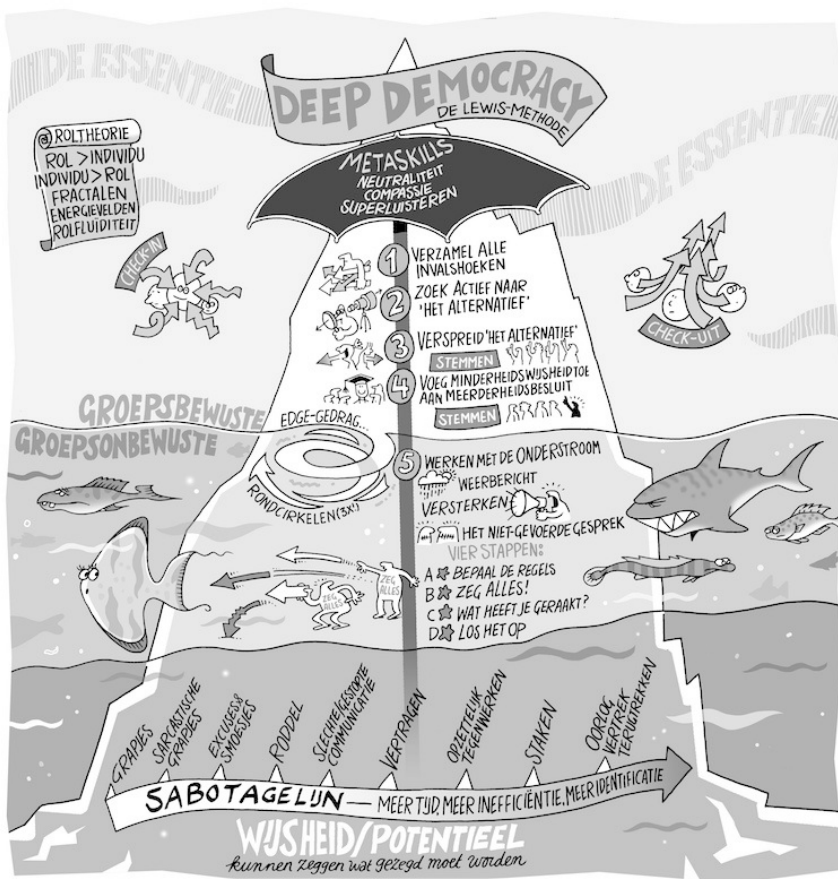 DE ESSENTIE
DEEP DEMOCRACY
DE LEWIS-METHODE
DE ESSENTIE
@ ROLTHEORIE
ROL > INDIVIDU
INDIVIDU > ROL
FRACTALEN
ENERGIEVELDEN
ROLFLUÏDITEIT
METASKILLS
NEUTRALITEIT
COMPASSIE
SUPERLUISTEREN
CHECK-IN
CHECK-UIT
1 VERZAMEL ALLE
INVALSHOEKEN
2 ZOEK ACTIEF NAAR
'HET ALTERNATIEF'
3 VERSPREID 'HET ALTERNATIEF'
STEMMEN
4 VOEG MINDERHEIDSWIJSHEID TOE
AAN MEERDERHEIDSBESLUIT
STEMMEN
GROEPSBEWUSTE
GROEPSONBEWUSTE
EDGE-GEDRAG...
RONDCIRKELEN (3X!)
5 WERKEN MET DE ONDERSTROOM
WEERBERICHT
VERSTERKEN
HET NIET-GEVOERDE GESPREK
VIER STAPPEN:
A BEPAAL DE REGELS
B ZEG ALLES!
C WAT HEEFT JE GERAAKT?
D LOS HET OP
ZEG
ALLES
ZEG
ALLES
GRAPJES
SARCASTISCHE
GRAPJES
EXCUSES &
SMOESJES
RODDEL
SLECHTE/GESTOPTE
COMMUNICATIE
VERTRAGEN
OPZETTELIJK
TEGENWERKEN
STAKEN
OORLOG,
VERTREK
TERUGTREKKEN
SABOTAGELIJN — MEER TIJD, MEER INEFFICIËNTIE, MEER IDENTIFICATIE
WIJSHEID/POTENTIEEL
kunnen zeggen wat gezegd moet worden